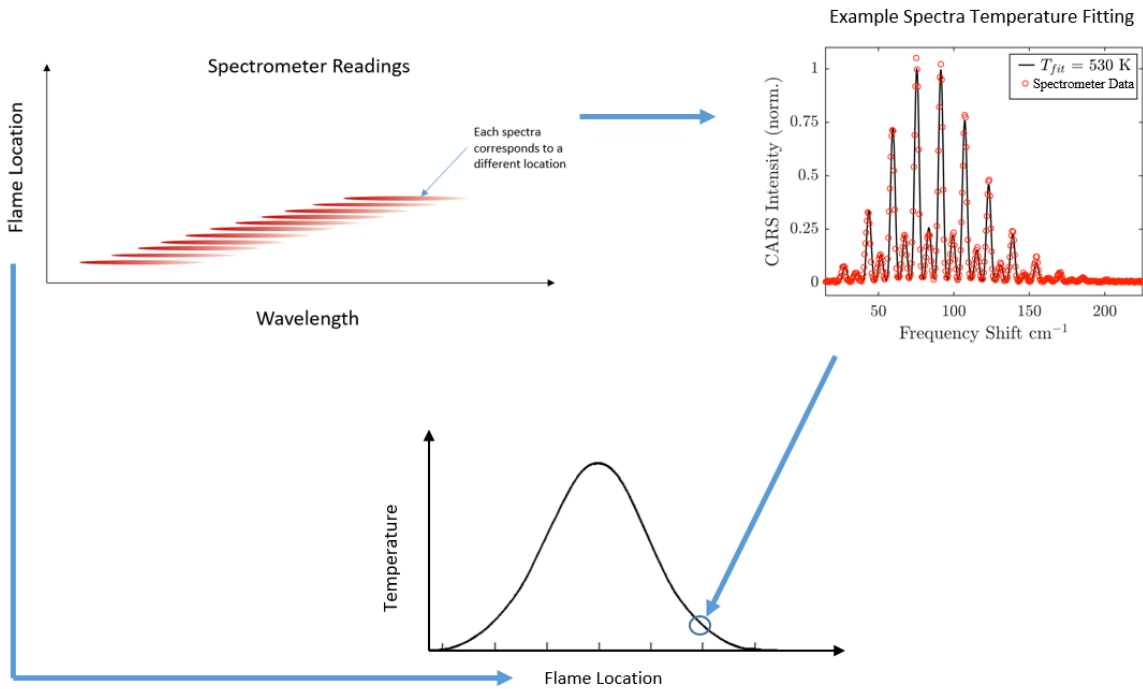 Example Spectra Temperature Fitting
Spectrometer Readings
Flame Location
Each spectra
corresponds to a
different location
Wavelength
CARS Intensity (norm.)
1
0.75
0.5
0.25
0
T_fit = 530 K
Spectrometer Data
50 100 150 200
Frequency Shift cm⁻¹
Temperature
Flame Location